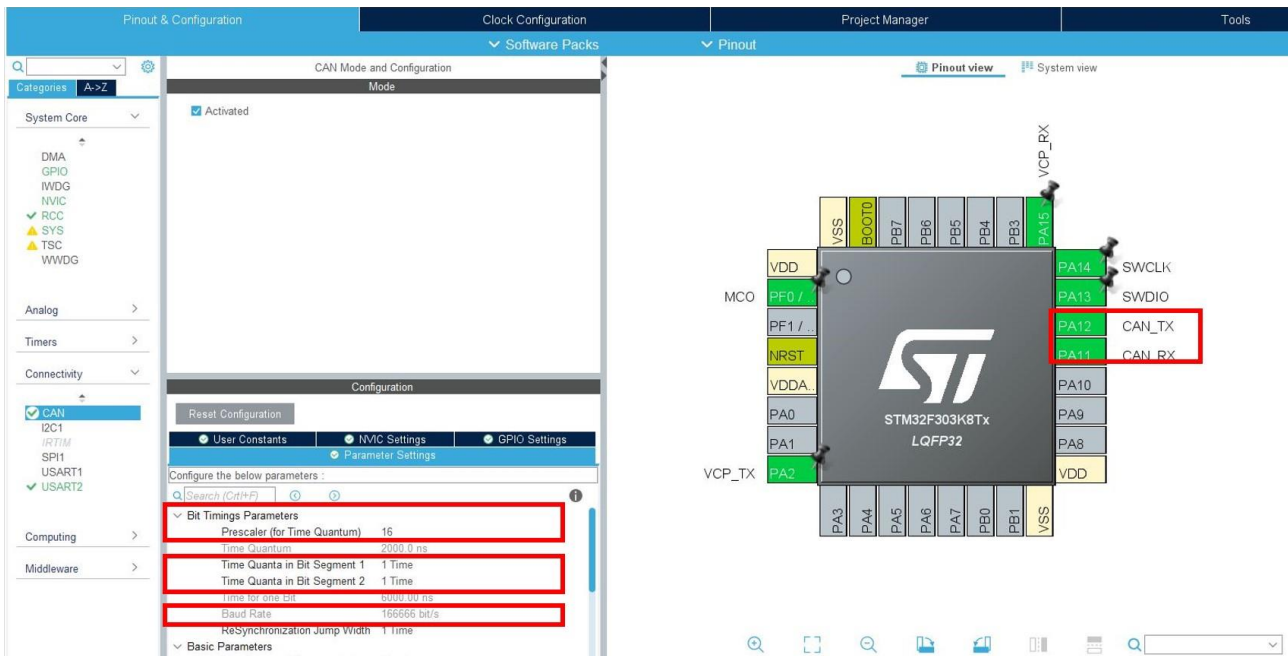 Pinout & Configuration
Clock Configuration
Project Manager
Tools
Software Packs
Pinout
Categories
A->Z
System Core
DMA
GPIO
IWDG
NVIC
RCC
SYS
TSC
WWDG
Analog
Timers
Connectivity
CAN
I2C1
IRTIM
SPI1
USART1
USART2
Computing
Middleware
CAN Mode and Configuration
Mode
Activated
Configuration
Reset Configuration
User Constants
NVIC Settings
GPIO Settings
Parameter Settings
Configure the below parameters :
Search (Crtl+F)
Bit Timings Parameters
Prescaler (for Time Quantum) 16
Time Quantum 2000.0 ns
Time Quanta in Bit Segment 1 1 Time
Time Quanta in Bit Segment 2 1 Time
Time for one Bit 6000.00 ns
Baud Rate 166666 bit/s
ReSynchronization Jump Width 1 Time
Basic Parameters
Pinout view
System view
VCP_RX
VSS
BOOT0
PB7
PB6
PB5
PB4
PB3
PA15
VDD
MCO PF0 / .
PF1 / ..
NRST
VDDA..
PA0
PA1
VCP_TX PA2
STM32F303K8Tx
LQFP32
PA14 SWCLK
PA13 SWDIO
PA12 CAN_TX
PA11 CAN_RX
PA10
PA9
PA8
VDD
PA3
PA4
PA5
PA6
PA7
PB0
PB1
VSS